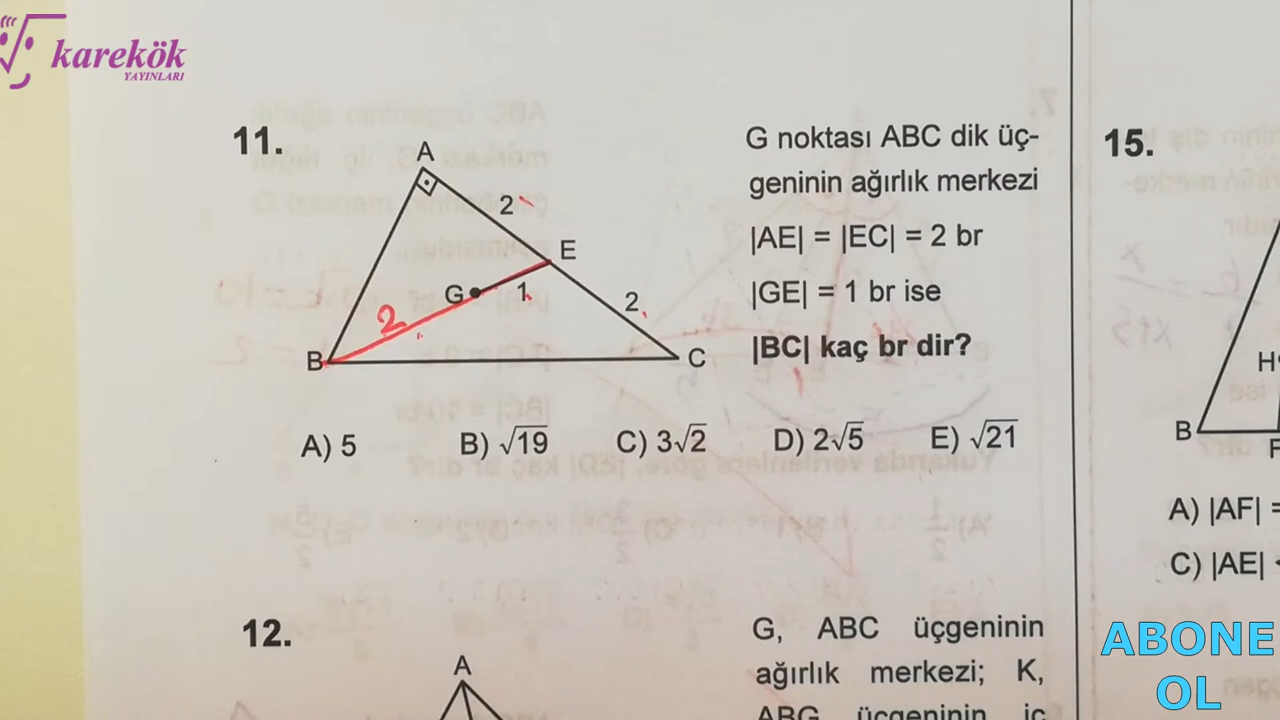 karekök
YAYINLARI
11.
A
2
E
G
1
2
2
B
C
G noktası ABC dik üç-
geninin ağırlık merkezi
|AE| = |EC| = 2 br
|GE| = 1 br ise
|BC| kaç br dir?
A) 5 B) √19 C) 3√2 D) 2√5 E) √21
12.
A
G, ABC üçgeninin
ağırlık merkezi; K,
ABG üçgeninin iç
15.
H
B
A) |AF| =
C) |AE|
ABONE
OL